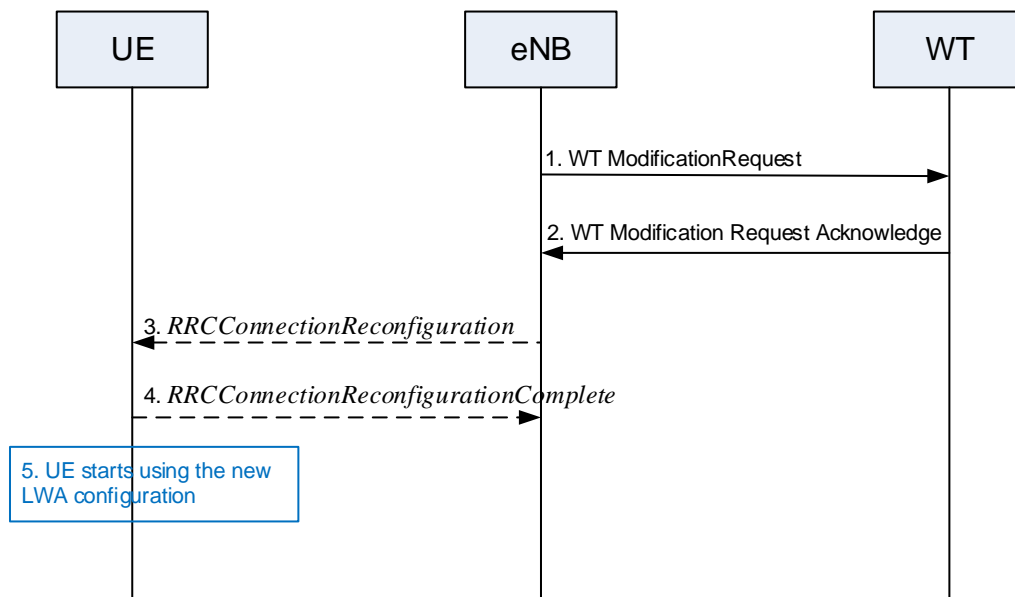 UE
eNB
WT
1. WT ModificationRequest
2. WT Modification Request Acknowledge
3. RRCConnectionReconfiguration
4. RRCConnectionReconfigurationComplete
5. UE starts using the new
LWA configuration